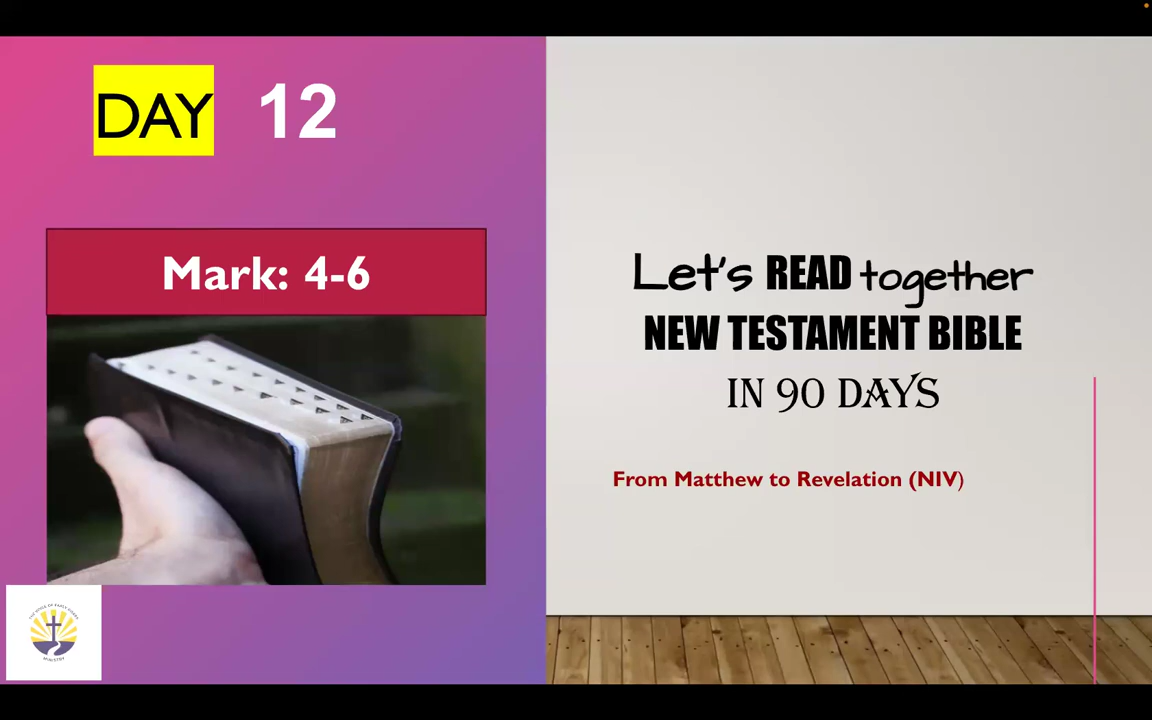 DAY 12
Mark: 4-6
Let's READ together
NEW TESTAMENT BIBLE
IN 90 DAYS
From Matthew to Revelation (NIV)
MINISTRY